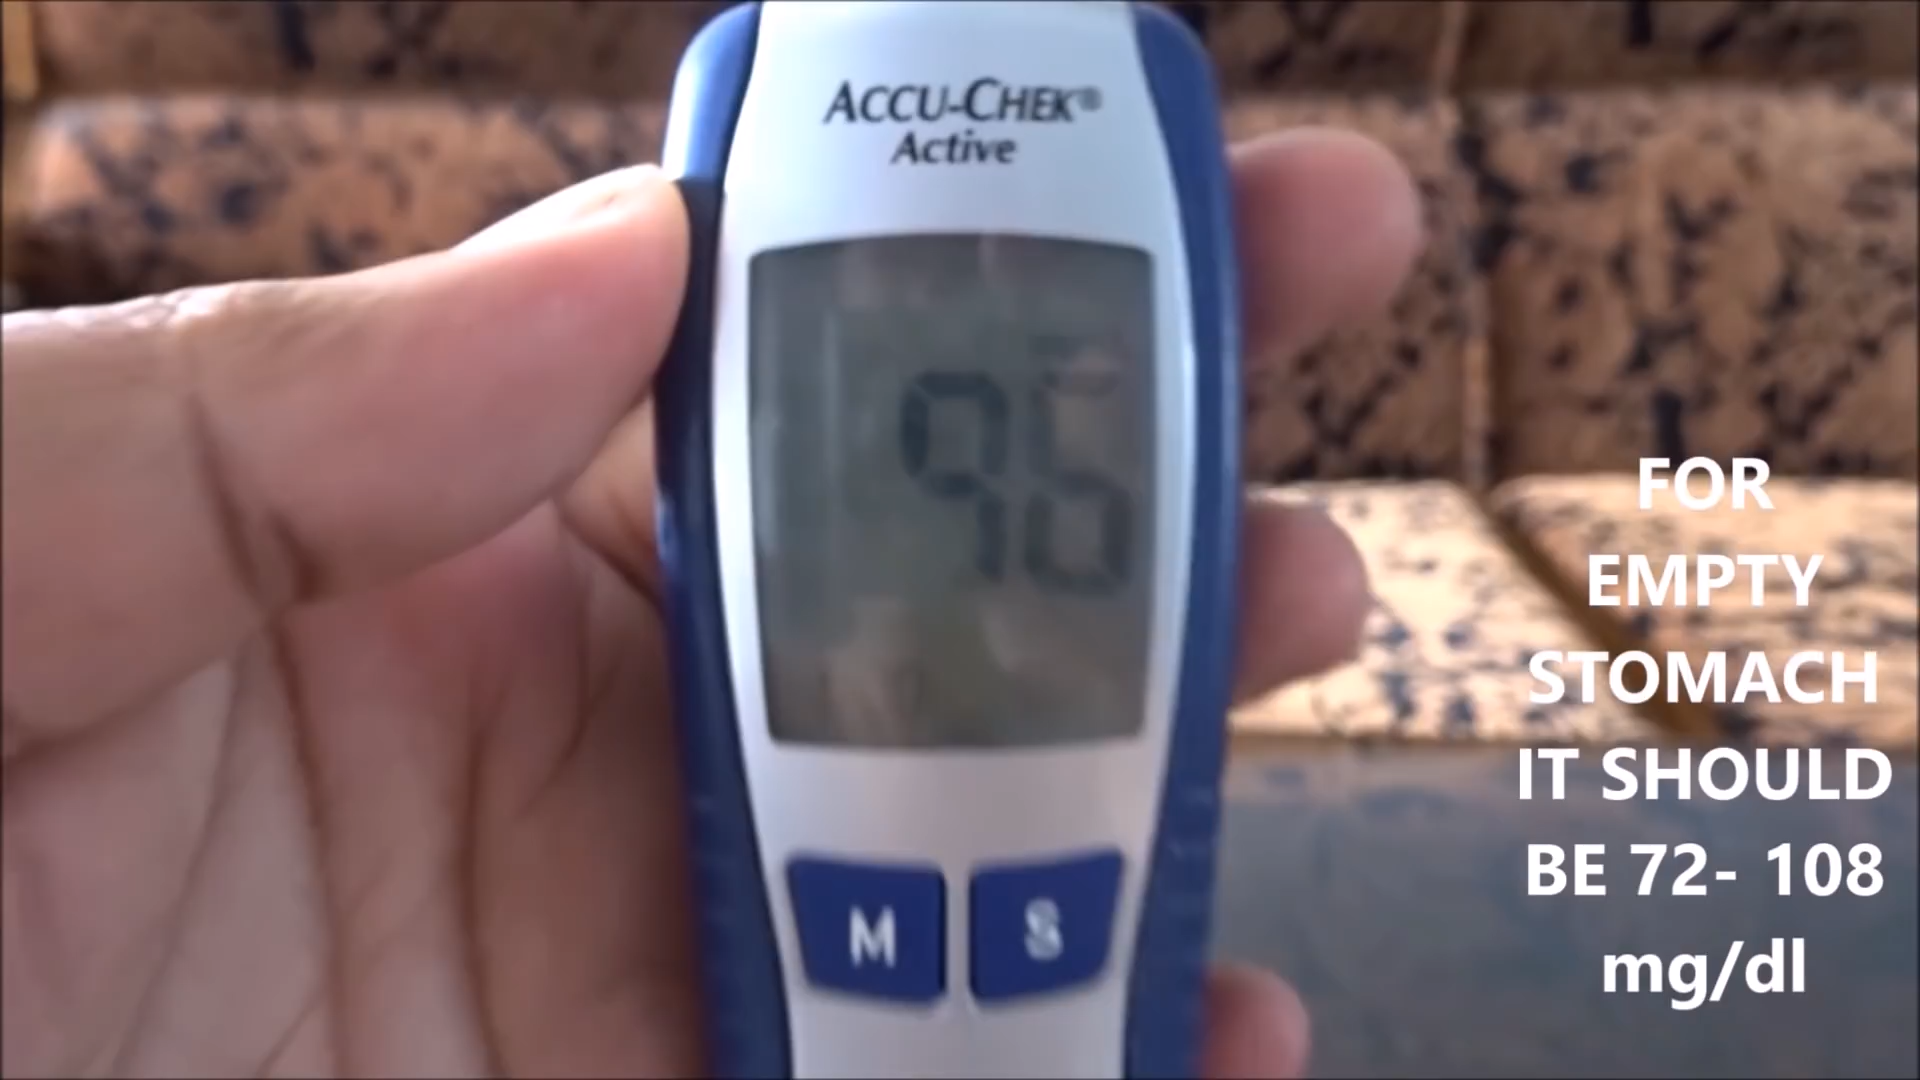 ACCU-CHEK®
Active
96
M
S
FOR
EMPTY
STOMACH
IT SHOULD
BE 72- 108
mg/dl